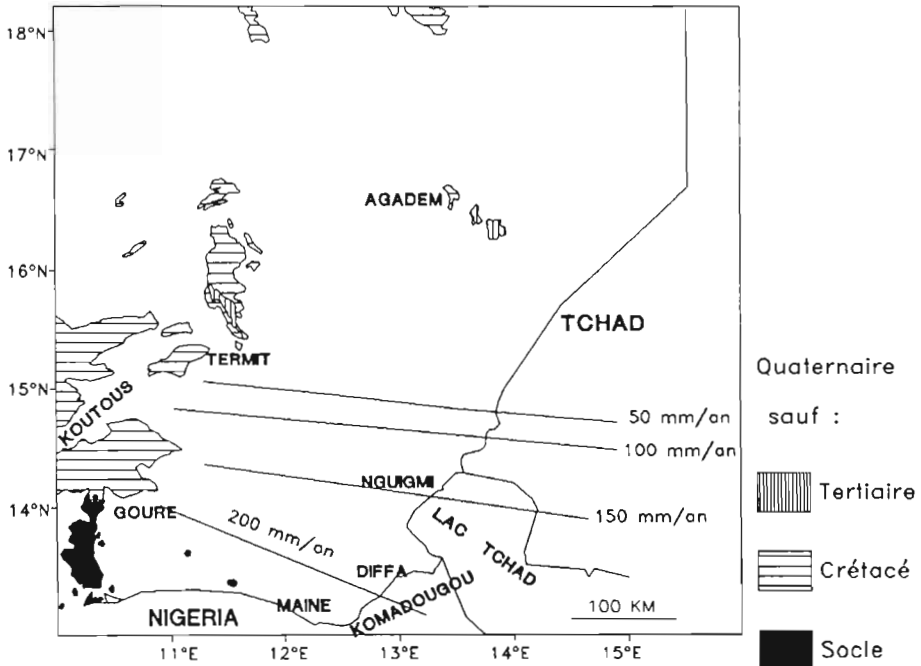 18°N
17°N
AGADEM
16°N
TCHAD
TERMIT
Quaternaire
15°N
KOUTOUS
50 mm/an
sauf :
100 mm/an
NGUIGMI
Tertiaire
14°N
GOURE
200 mm/an
LAC TCHAD
150 mm/an
DIFFA
Crétacé
NIGERIA
MAINE
KOMADOUGOU
100 KM
Socle
11°E
12°E
13°E
14°E
15°E